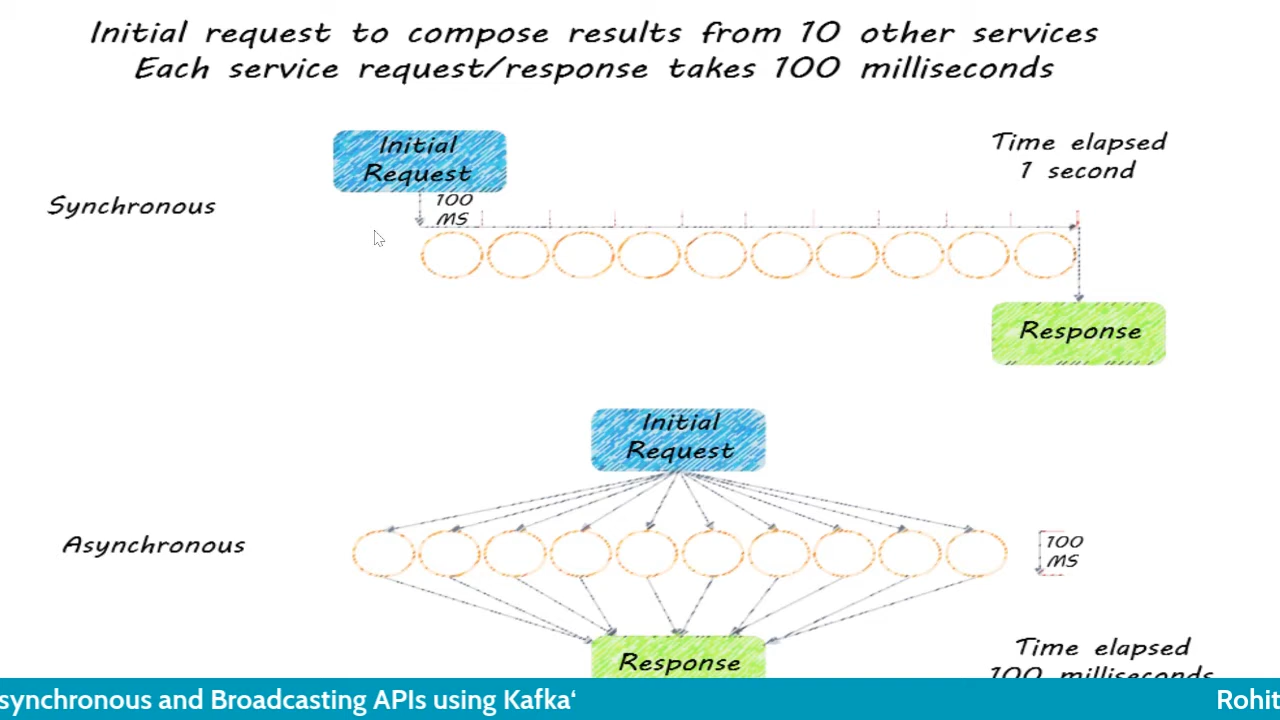 Initial request to compose results from 10 other services
Each service request/response takes 100 milliseconds
Initial
Request
Time elapsed
1 second
Synchronous
100
MS
Response
Initial
Request
Asynchronous
100
MS
Response
Time elapsed
100 milliseconds
synchronous and Broadcasting APIs using Kafka‘
Rohit